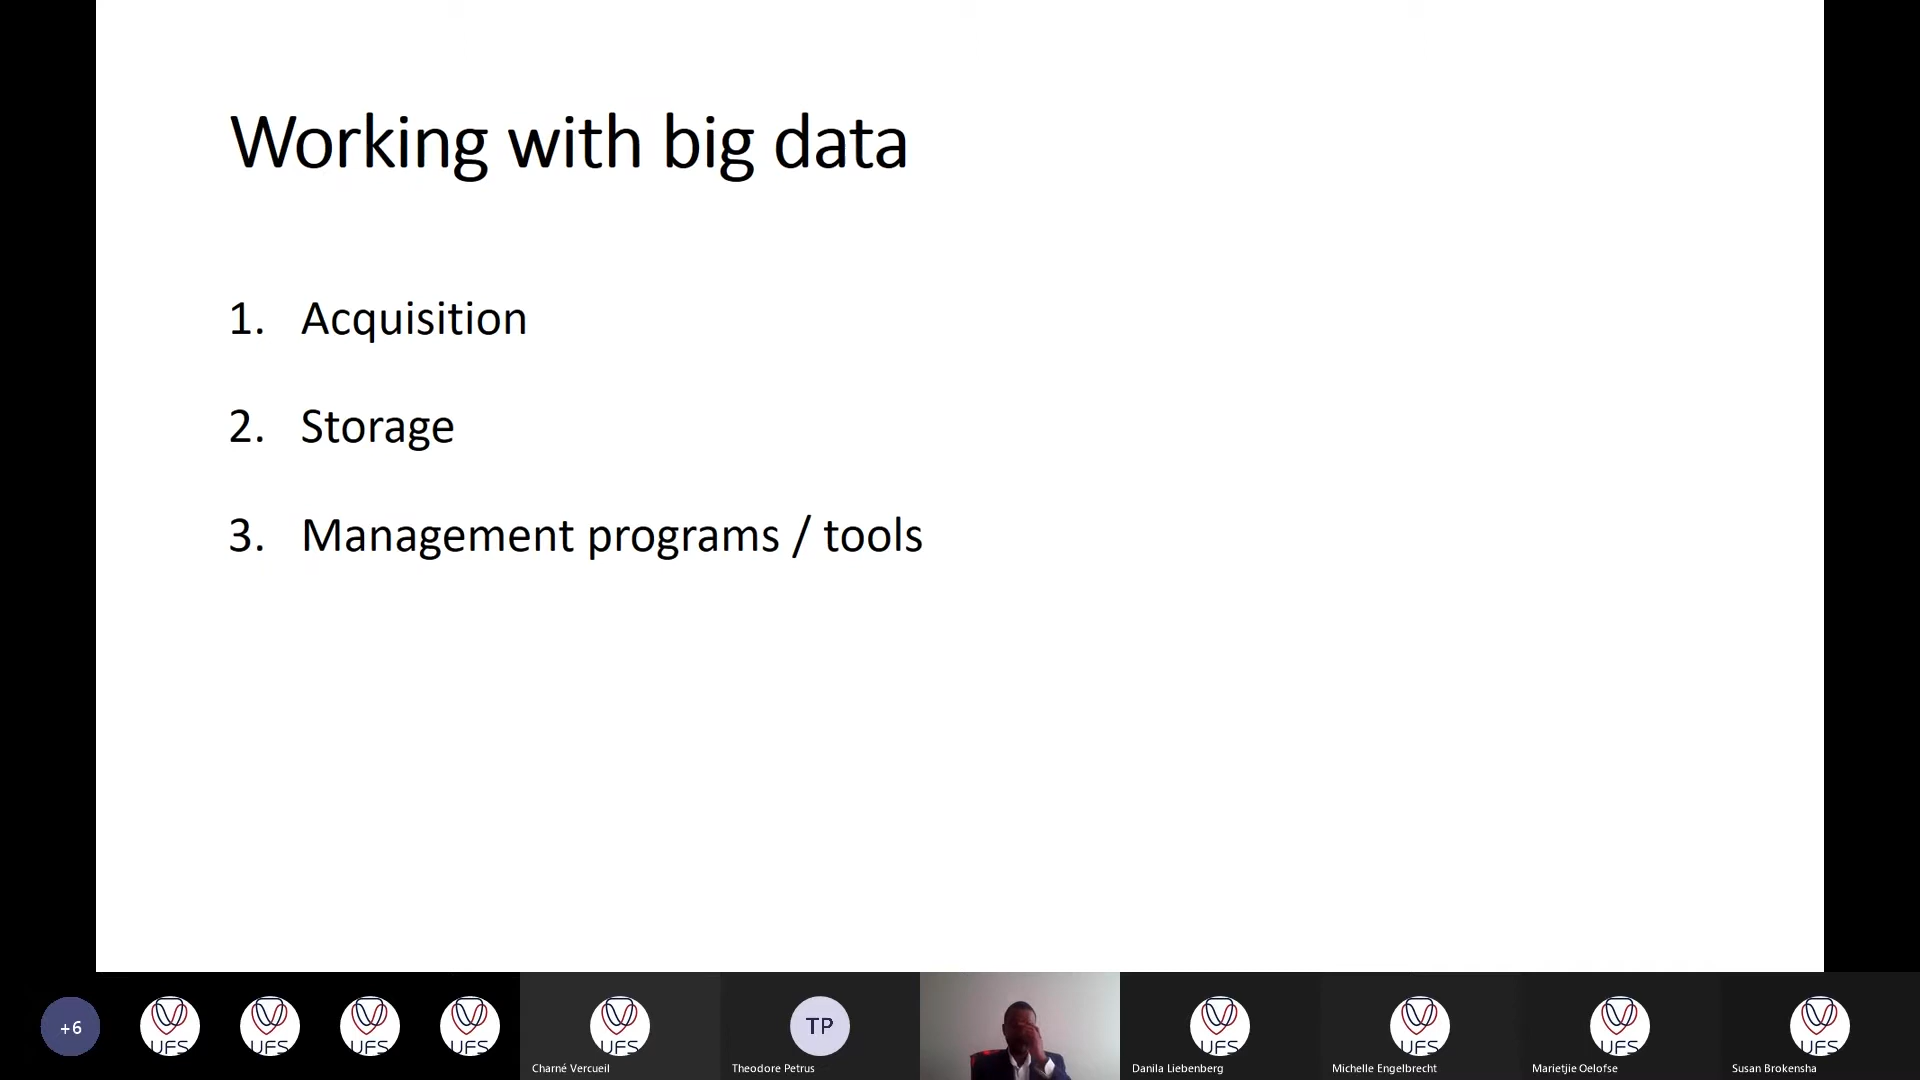 Working with big data
1. Acquisition
2. Storage
3. Management programs / tools
+6
UFS
UFS
UFS
UFS
UFS
Charné Vercueil
TP
Theodore Petrus
UFS
Danila Liebenberg
UFS
Michelle Engelbrecht
UFS
Marietjie Oelofse
UFS
Susan Brokensha